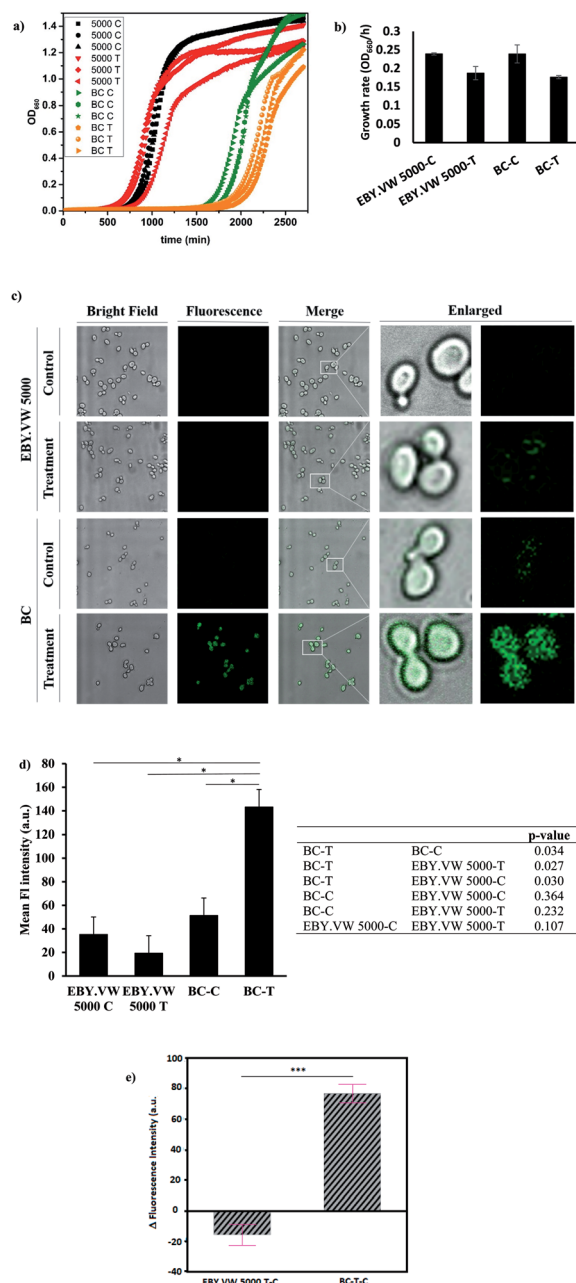 a)
1.4
1.2
1.0
0.8
0.6
0.4
0.2
0.0
OD660
5000 C
5000 C
5000 C
5000 T
5000 T
5000 T
BC C
BC C
BC C
BC T
BC T
BC T
0 500 1000 1500 2000 2500
time (min)
b)
Growth rate (OD660/h)
0.3
0.25
0.2
0.15
0.1
0.05
0
EBY.VW 5000-C
EBY.VW 5000-T
BC-C
BC-T
c)
Bright Field Fluorescence Merge Enlarged
EBY.VW 5000
Control
Treatment
BC
Control
Treatment
d)
Mean FI intensity (a.u.)
80
160
140
120
100
80
60
40
20
0
*
*
*
EBY.VW 5000 C
EBY.VW 5000 T
BC-C
BC-T
p-value
BC-T BC-C 0.034
BC-T EBY.VW 5000-T 0.027
BC-T EBY.VW 5000-C 0.030
BC-C EBY.VW 5000-C 0.364
BC-C EBY.VW 5000-T 0.232
EBY.VW 5000-C EBY.VW 5000-T 0.107
e)
Δ Fluorescence Intensity (a.u.
100
80
60
40
20
0
-20
-40
***
EBY.VW 5000 T-C
BC-T-C